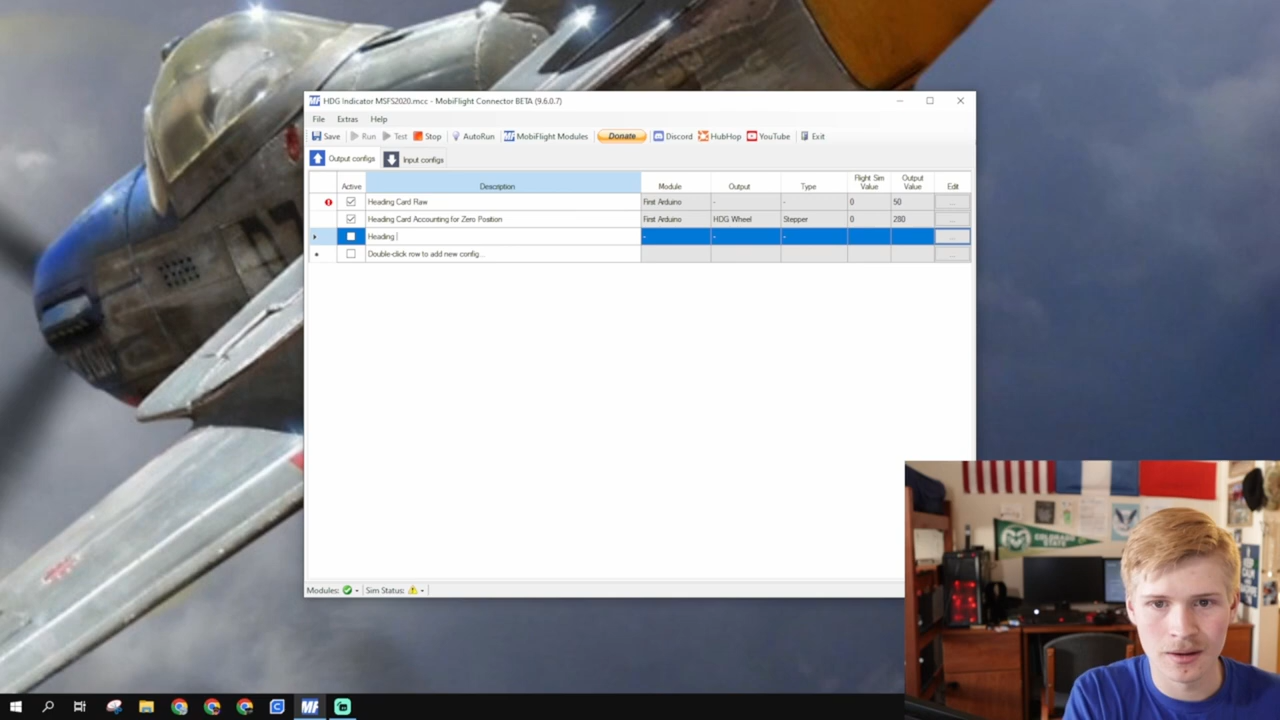 HDG Indicator MSFS2020.mcc - MobiFlight Connector BETA (9.6.0.7)
File Extras Help
Save Run Test Stop AutoRun MobiFlight Modules Donate Discord HubHop YouTube Exit
Output configs Input configs
Active Description Module Output Type Flight Sim Value Output Value Edit
Heading Card Raw First Arduino - - 0 50 ...
Heading Card Accounting for Zero Position First Arduino HDG Wheel Stepper 0 280 ...
Heading - - - ...
Double-click row to add new config... ...
Modules: Sim Status:
COLORADO STATE